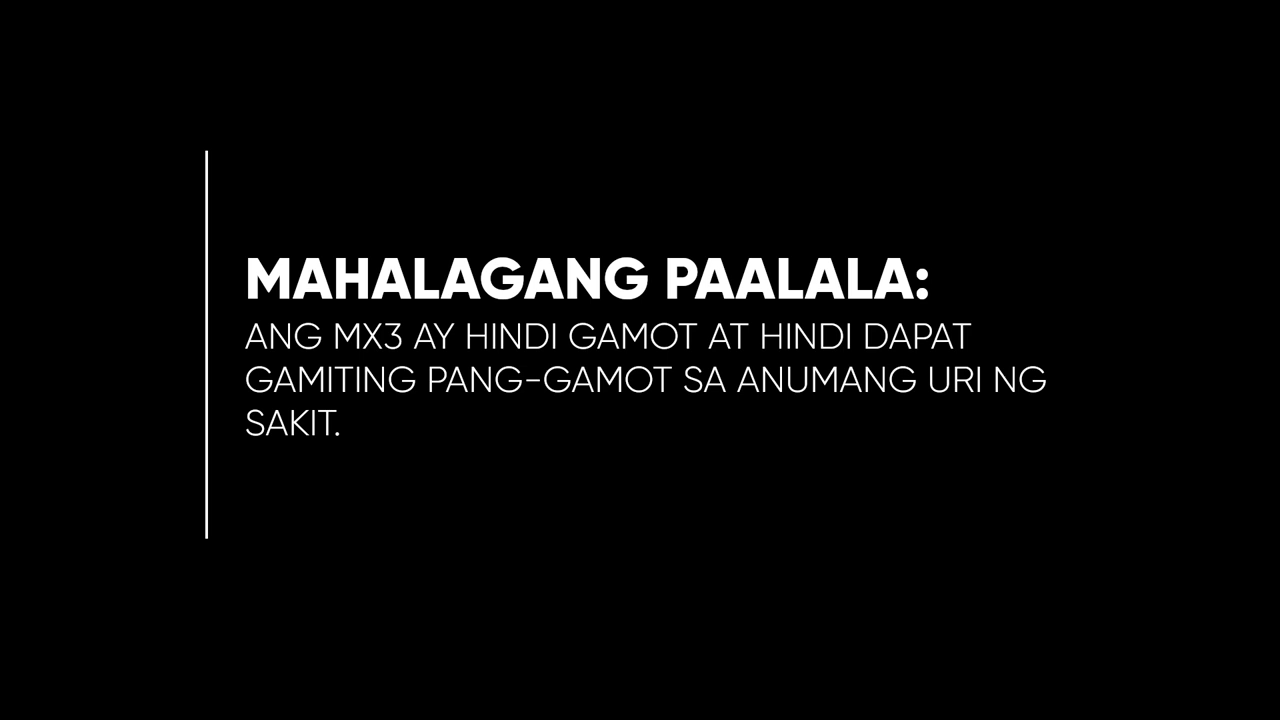 MAHALAGANG PAALALA:
ANG MX3 AY HINDI GAMOT AT HINDI DAPAT
GAMITING PANG-GAMOT SA ANUMANG URI NG
SAKIT.